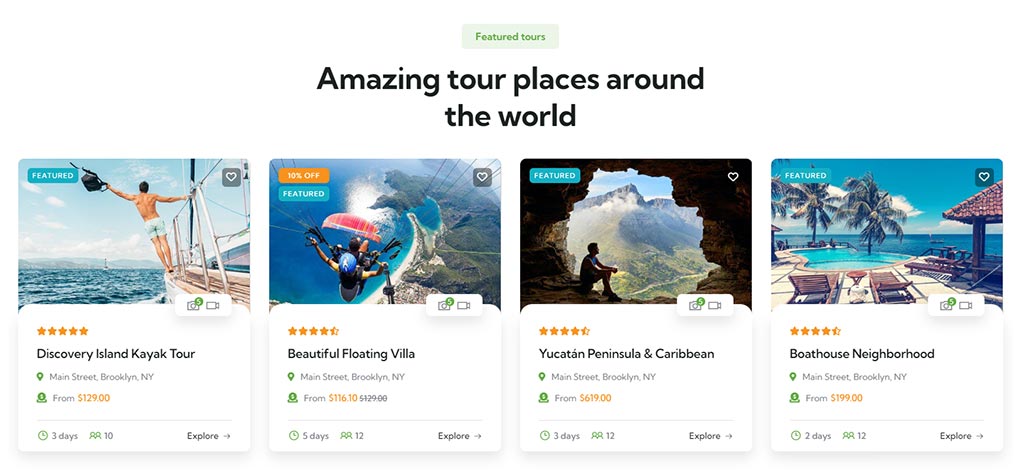 Featured tours
Amazing tour places around
the world
FEATURED
5
Discovery Island Kayak Tour
Main Street, Brooklyn, NY
From $129.00
3 days 10 Explore →
10% OFF
FEATURED
5
Beautiful Floating Villa
Main Street, Brooklyn, NY
From $116.10 $129.00
5 days 12 Explore →
FEATURED
5
Yucatán Peninsula & Caribbean
Main Street, Brooklyn, NY
From $619.00
3 days 12 Explore →
FEATURED
5
Boathouse Neighborhood
Main Street, Brooklyn, NY
From $199.00
2 days 12 Explore →